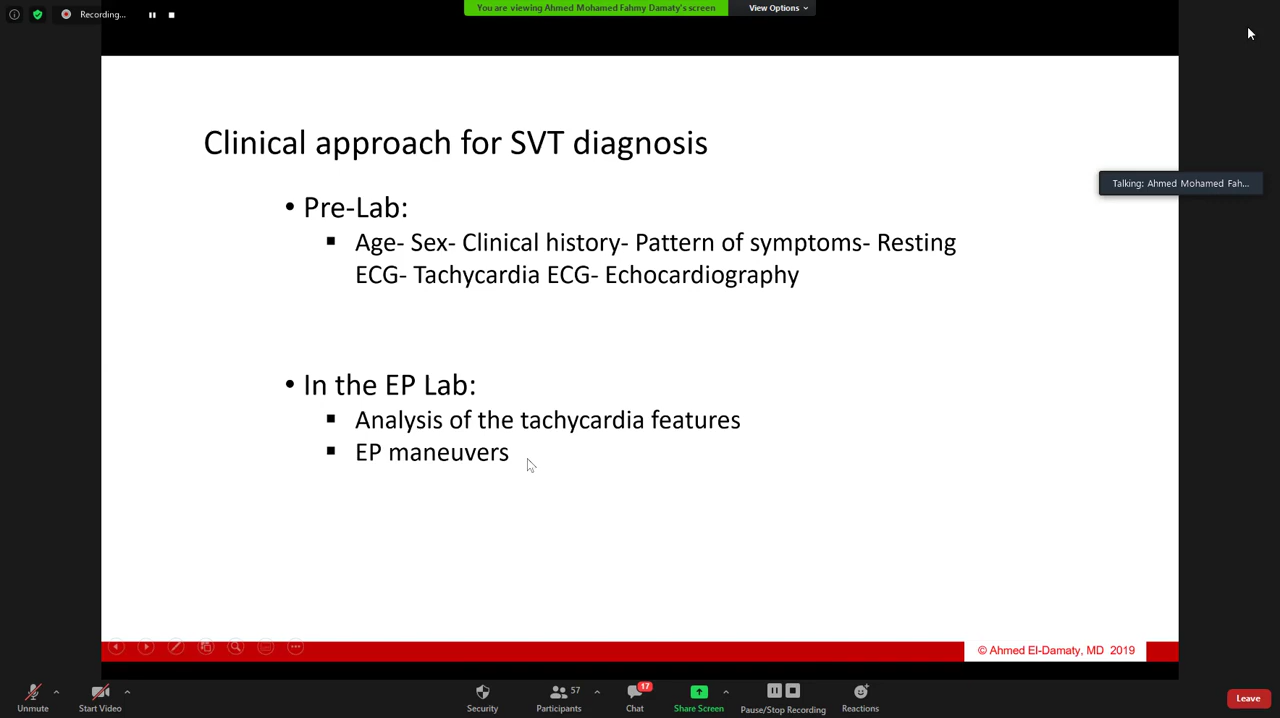 Recording...
You are viewing Ahmed Mohamed Fahmy Damaty's screen
View Options
Clinical approach for SVT diagnosis
Talking: Ahmed Mohamed Fah...
• Pre-Lab:
▪ Age- Sex- Clinical history- Pattern of symptoms- Resting
ECG- Tachycardia ECG- Echocardiography
• In the EP Lab:
▪ Analysis of the tachycardia features
▪ EP maneuvers
© Ahmed El-Damaty, MD 2019
Unmute
Start Video
Security
57
Participants
17
Chat
Share Screen
Pause/Stop Recording
Reactions
Leave